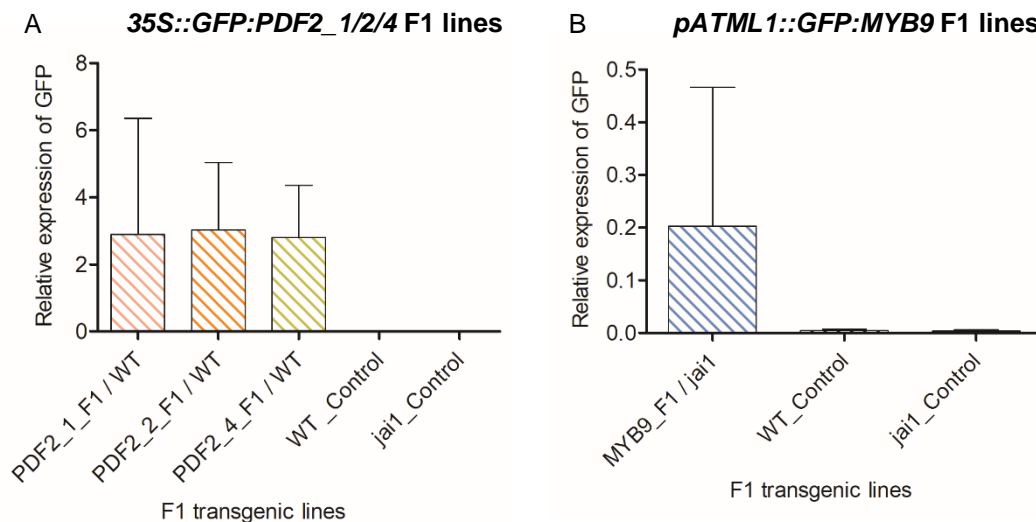 A
35S::GFP:PDF2_1/2/4 F1 lines
Relative expression of GFP
8
6
4
2
0
PDF2_1_F1 / WT
PDF2_2_F1 / WT
PDF2_4_F1 / WT
WT_Control
jai1_Control
F1 transgenic lines
B
pATML1::GFP:MYB9 F1 lines
Relative expression of GFP
0.5
0.4
0.3
0.2
0.1
0.0
MYB9_F1 / jai1
WT_Control
jai1_Control
F1 transgenic lines